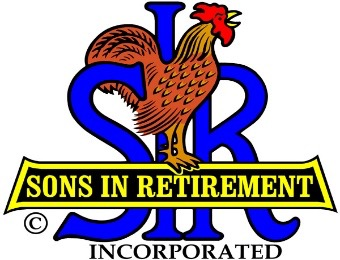 SIR
SONS IN RETIREMENT
©
INCORPORATED